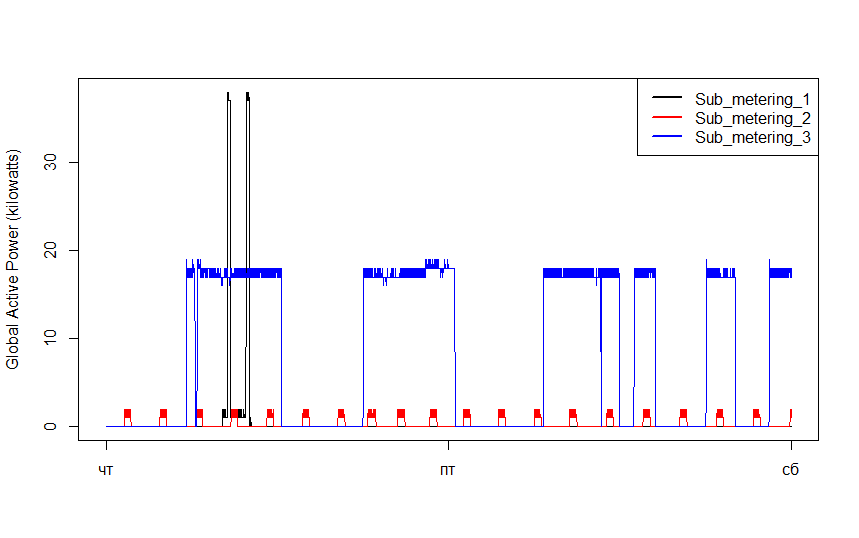 Sub_metering_1
Sub_metering_2
Sub_metering_3
Global Active Power (kilowatts)
30
20
10
0
чт
пт
сб